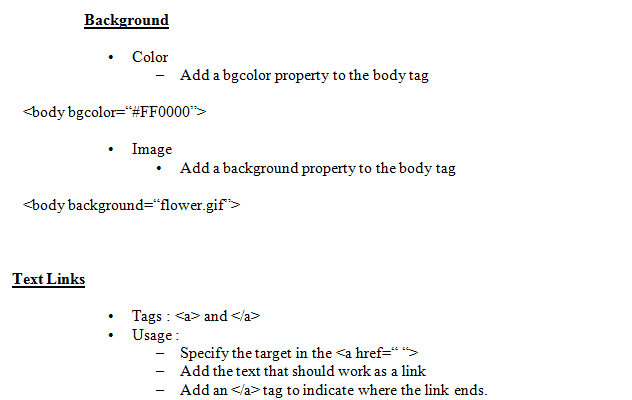 Background
• Color
– Add a bgcolor property to the body tag
<body bgcolor=“#FF0000”>
• Image
• Add a background property to the body tag
<body background=“flower.gif”>
Text Links
• Tags : <a> and </a>
• Usage :
– Specify the target in the <a href=“ “>
– Add the text that should work as a link
– Add an </a> tag to indicate where the link ends.